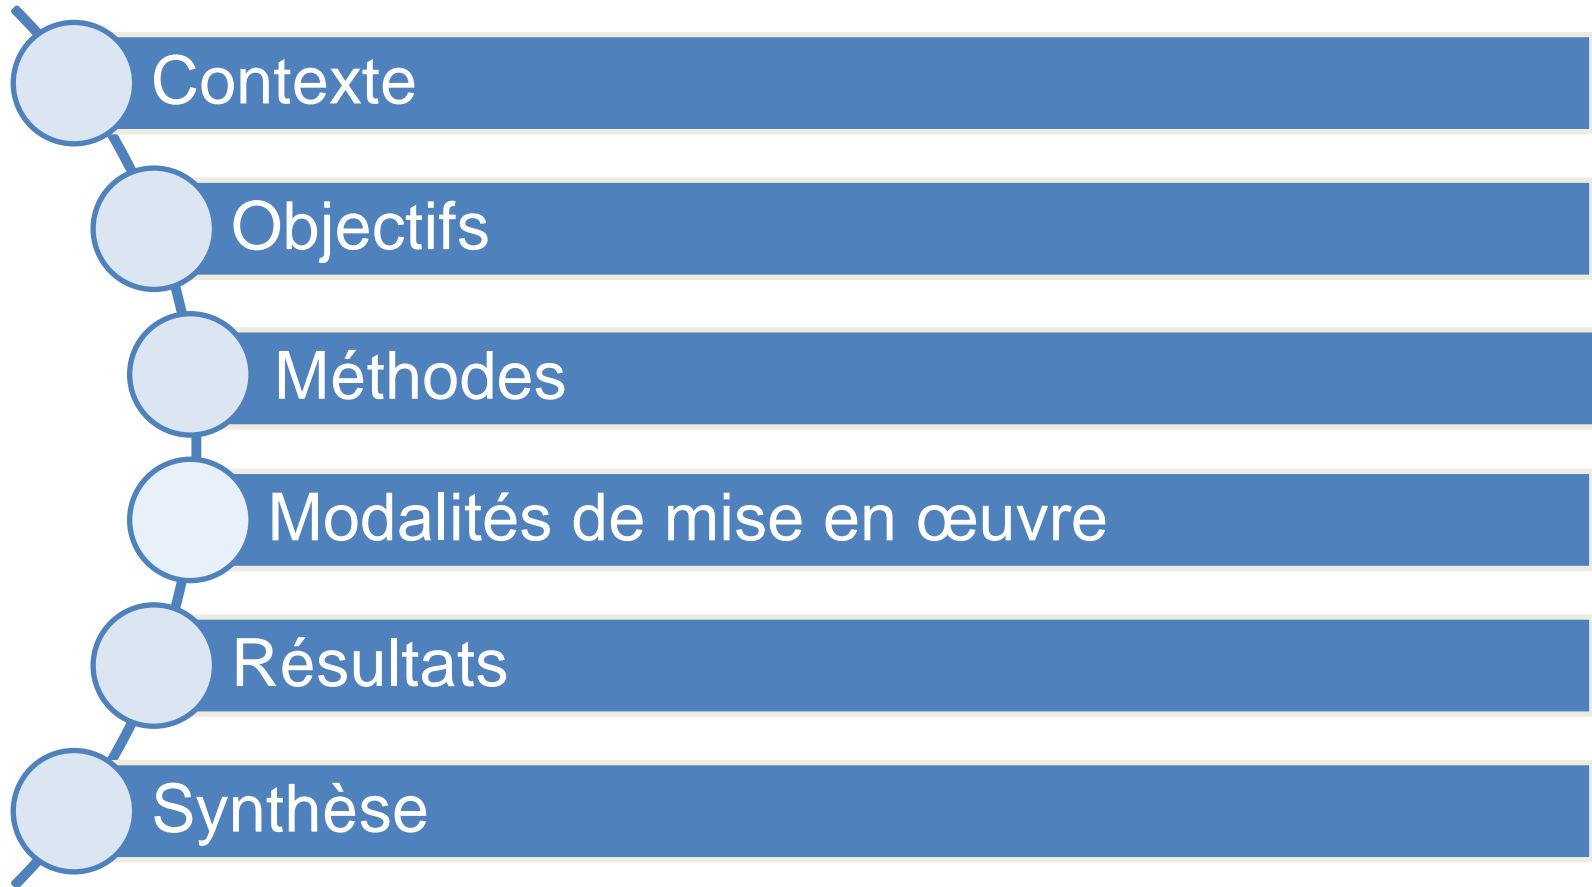 Contexte
Objectifs
Méthodes
Modalités de mise en œuvre
Résultats
Synthèse